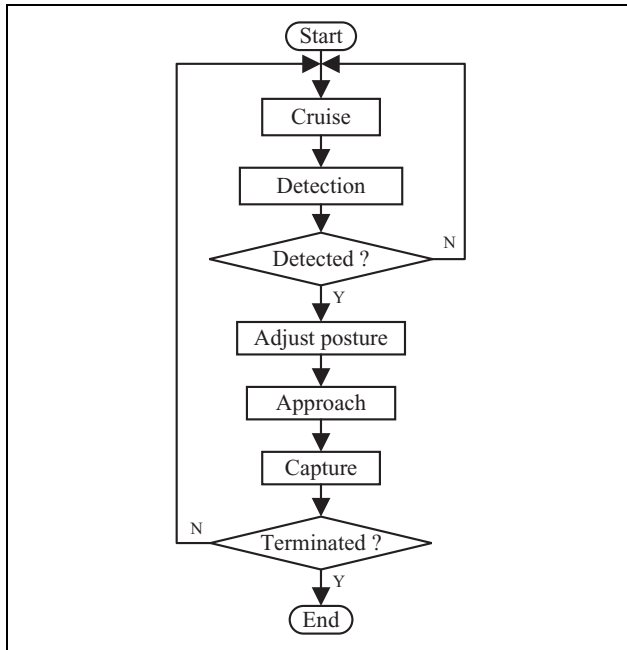 Start
Cruise
Detection
Detected ?
N
Y
Adjust posture
Approach
Capture
N
Terminated ?
Y
End